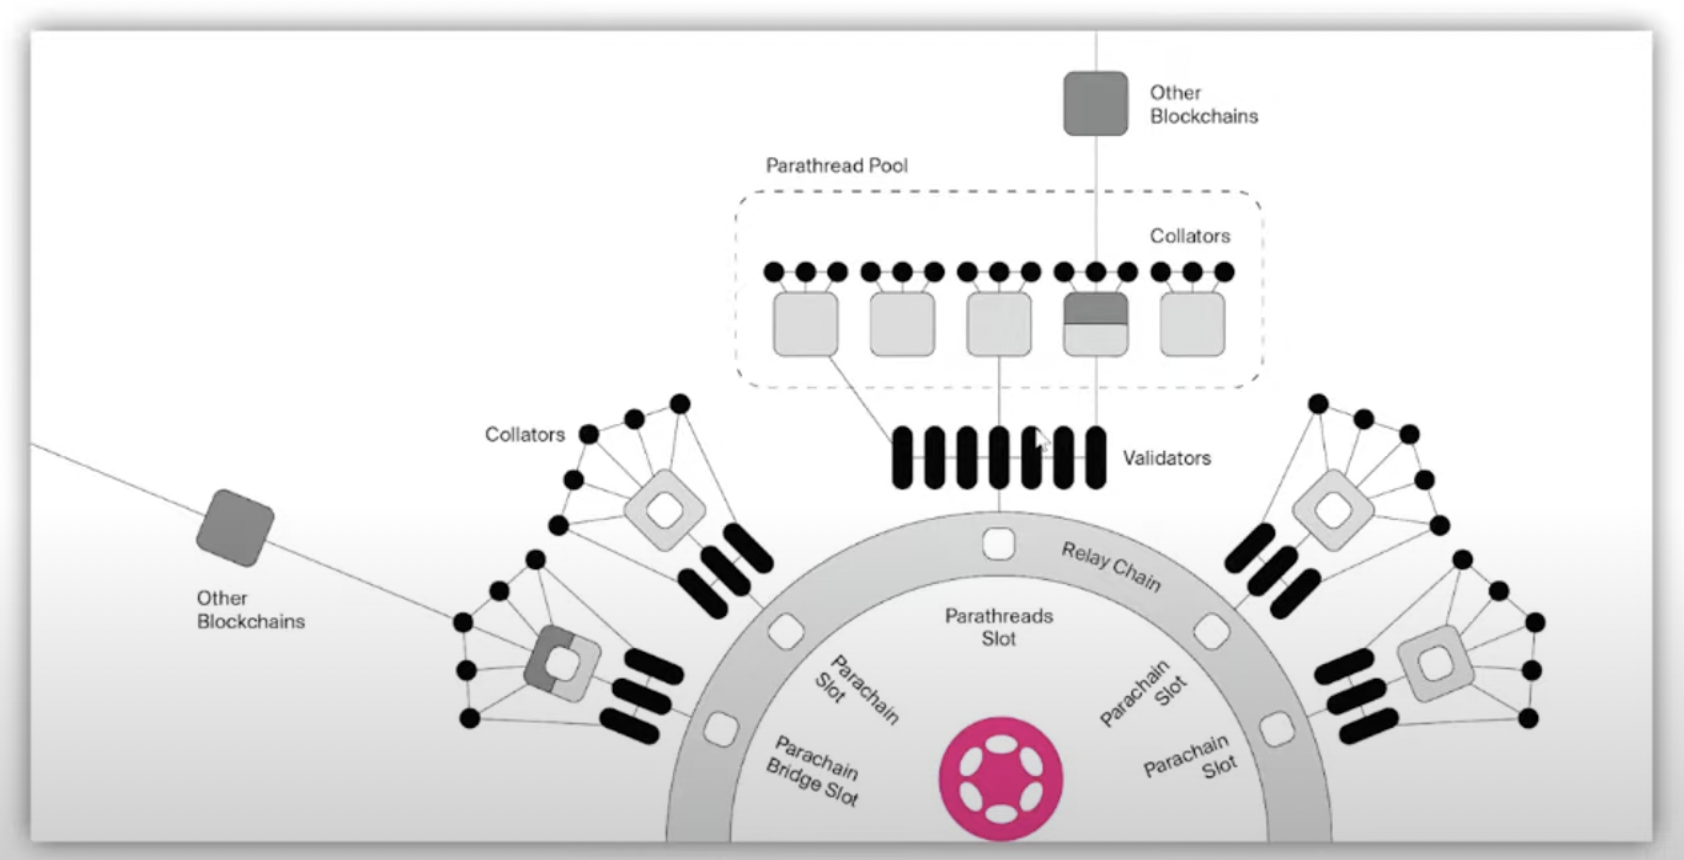 Other
Blockchains
Parathread Pool
Collators
Collators
Validators
Relay Chain
Other
Blockchains
Parathreads
Slot
Parachain
Slot
Parachain
Slot
Parachain
Bridge Slot
Parachain
Slot